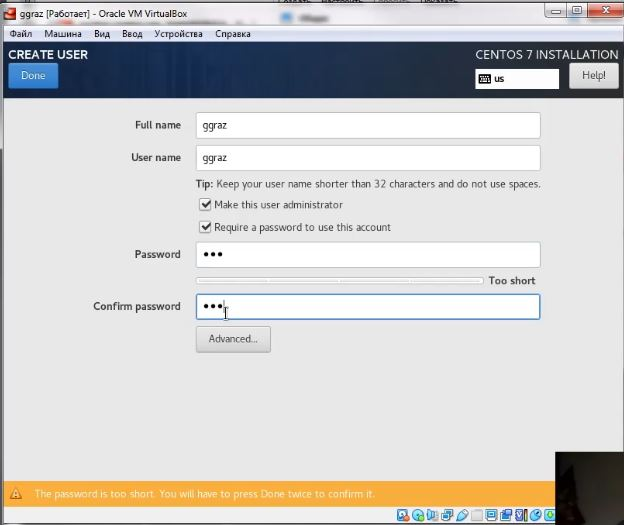 ggraz [Работает] - Oracle VM VirtualBox
Файл Машина Вид Ввод Устройства Справка
CREATE USER
CENTOS 7 INSTALLATION
Done
us
Help!
Full name
ggraz
User name
ggraz
Tip: Keep your user name shorter than 32 characters and do not use spaces.
Make this user administrator
Require a password to use this account
Password
•••
Too short
Confirm password
•••
Advanced...
The password is too short. You will have to press Done twice to confirm it.